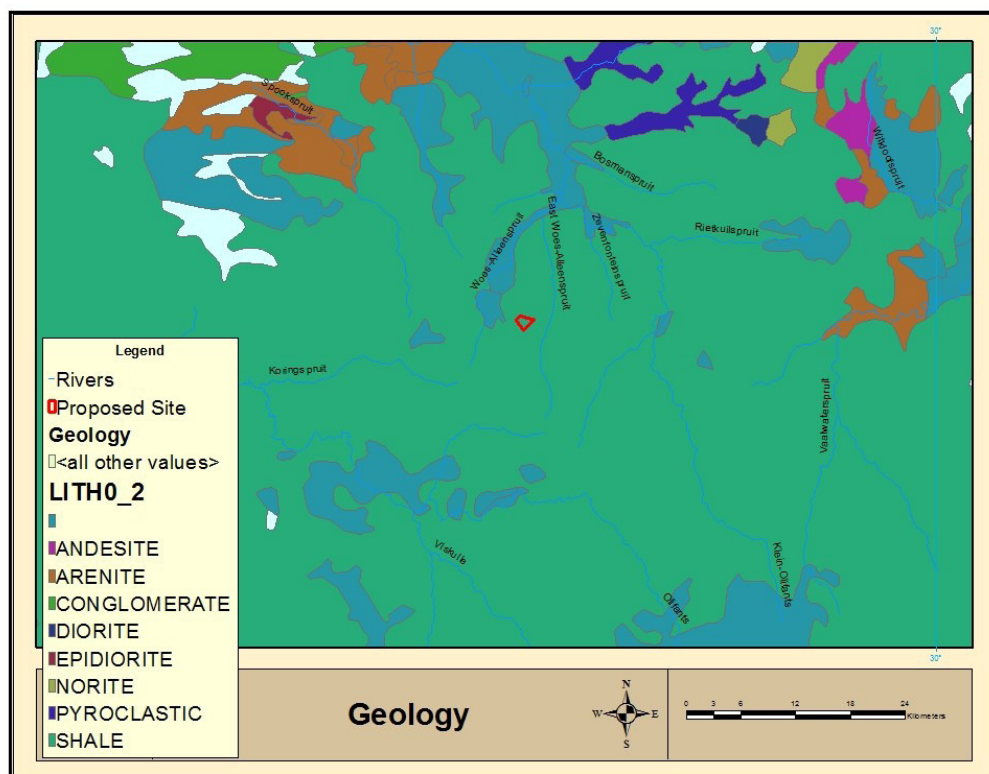 30°
Spookspruit
Bosmanspruit
Witkloofspruit
Woes-Alleenspruit
East Woes-Alleenspruit
Zevenfonteinspruit
Rietkuilspruit
Koringspruit
Vaalwaterspruit
Viskuile
Olifants
Klein-Olifants
Legend
Rivers
Proposed Site
Geology
<all other values>
LITH0_2
ANDESITE
ARENITE
CONGLOMERATE
DIORITE
EPIDIORITE
NORITE
PYROCLASTIC
SHALE
30°
Geology
N
W E
S
0 3 6 12 18 24
Kilometers